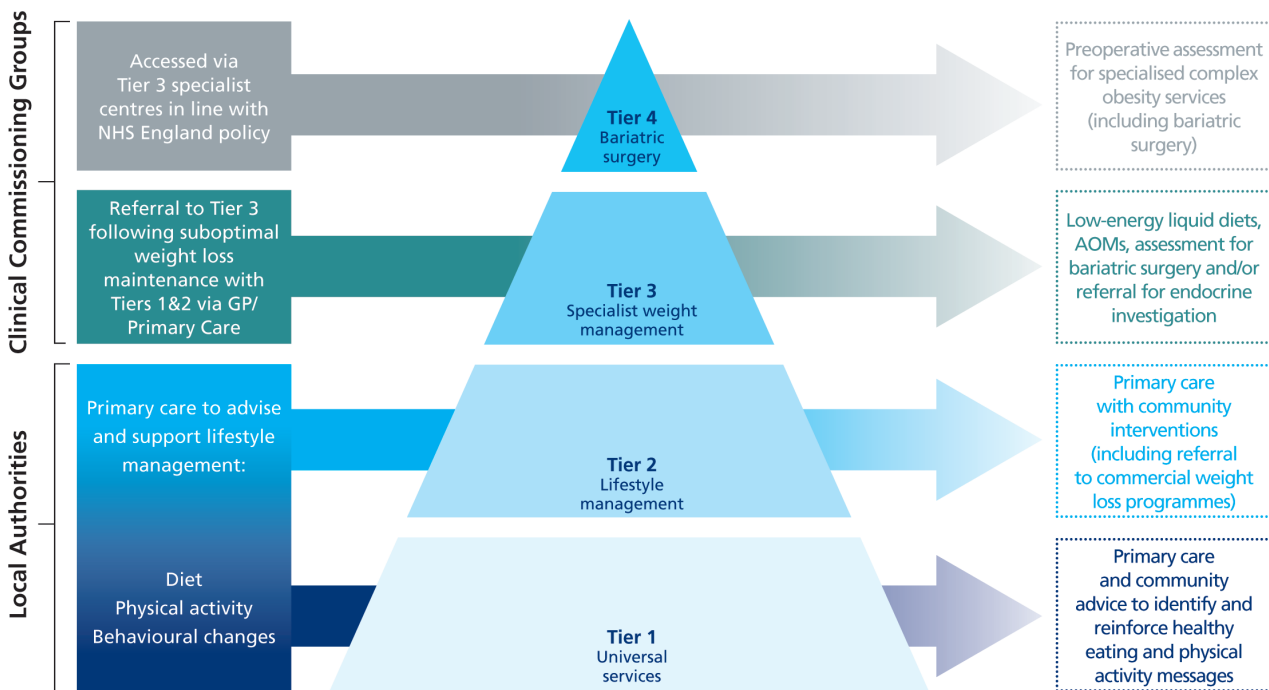 Clinical Commissioning Groups
Accessed via
Tier 3 specialist
centres in line with
NHS England policy
Tier 4
Bariatric
surgery
Preoperative assessment
for specialised complex
obesity services
(including bariatric
surgery)
Referral to Tier 3
following suboptimal
weight loss
maintenance with
Tiers 1&2 via GP/
Primary Care
Tier 3
Specialist weight
management
Low-energy liquid diets,
AOMs, assessment for
bariatric surgery and/or
referral for endocrine
investigation
Local Authorities
Primary care to advise
and support lifestyle
management:
Tier 2
Lifestyle
management
Primary care
with community
interventions
(including referral
to commercial weight
loss programmes)
Diet
Physical activity
Behavioural changes
Tier 1
Universal
services
Primary care
and community
advice to identify and
reinforce healthy
eating and physical
activity messages